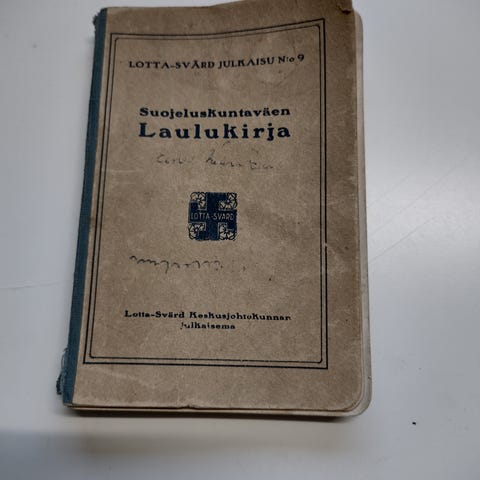 LOTTA-SVÄRD JULKAISU N:o 9
Suojeluskuntaväen
Laulukirja
LOTTA-SVÄRD
Lotta-Svärd Keskusjohtokunnan
julkaisema